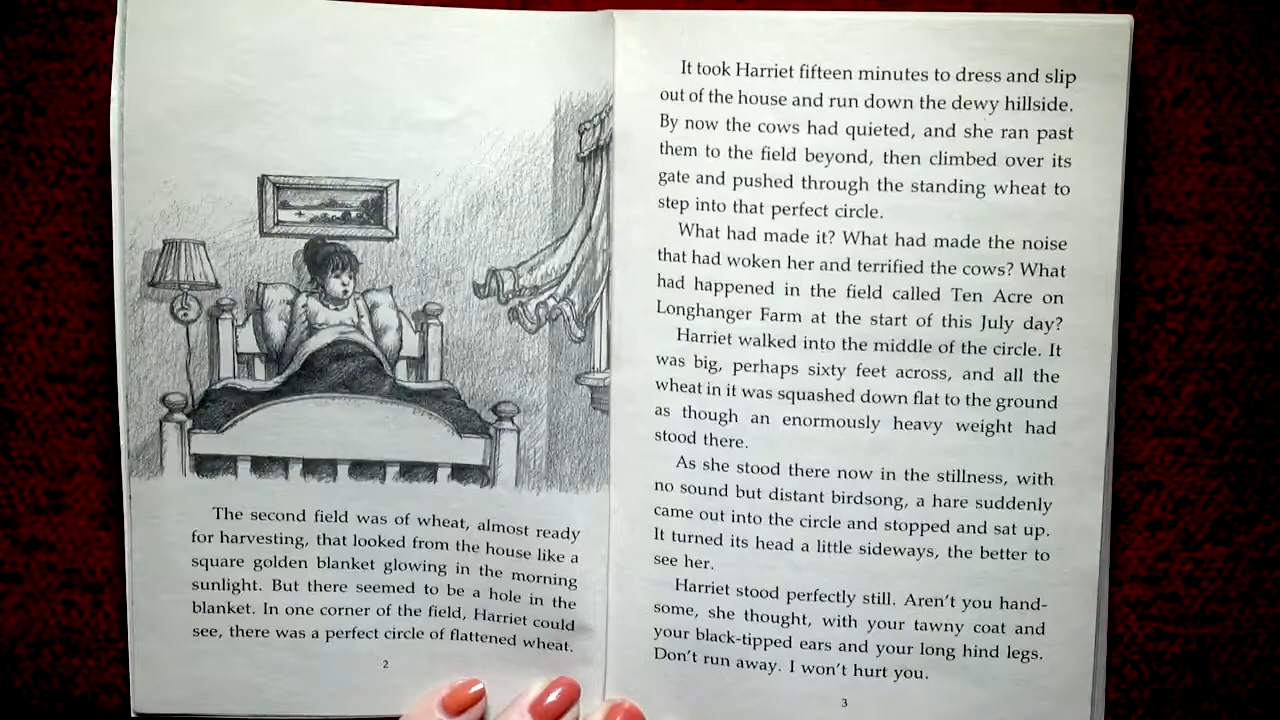 The second field was of wheat, almost ready
for harvesting, that looked from the house like a
square golden blanket glowing in the morning
sunlight. But there seemed to be a hole in the
blanket. In one corner of the field, Harriet could
see, there was a perfect circle of flattened wheat.
2
It took Harriet fifteen minutes to dress and slip
out of the house and run down the dewy hillside.
By now the cows had quieted, and she ran past
them to the field beyond, then climbed over its
gate and pushed through the standing wheat to
step into that perfect circle.
What had made it? What had made the noise
that had woken her and terrified the cows? What
had happened in the field called Ten Acre on
Longhanger Farm at the start of this July day?
Harriet walked into the middle of the circle. It
was big, perhaps sixty feet across, and all the
wheat in it was squashed down flat to the ground
as though an enormously heavy weight had
stood there.
As she stood there now in the stillness, with
no sound but distant birdsong, a hare suddenly
came out into the circle and stopped and sat up.
It turned its head a little sideways, the better to
see her.
Harriet stood perfectly still. Aren't you hand-
some, she thought, with your tawny coat and
your black-tipped ears and your long hind legs.
Don't run away. I won't hurt you.
3